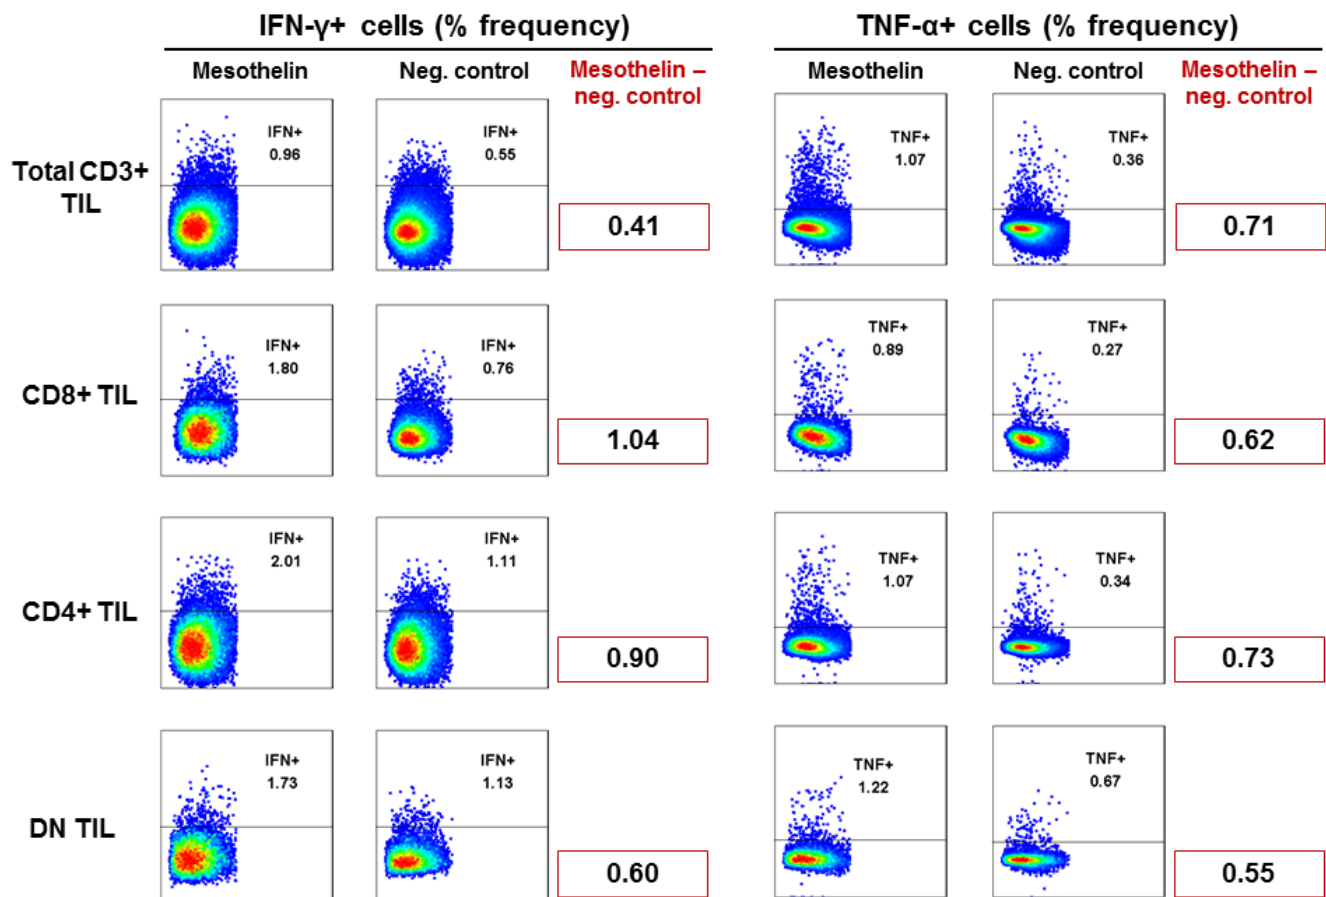 IFN-γ+ cells (% frequency)
TNF-α+ cells (% frequency)
Mesothelin
Neg. control
Mesothelin –
neg. control
Mesothelin
Neg. control
Mesothelin –
neg. control
Total CD3+
TIL
IFN+
0.96
IFN+
0.55
0.41
TNF+
1.07
TNF+
0.36
0.71
CD8+ TIL
IFN+
1.80
IFN+
0.76
1.04
TNF+
0.89
TNF+
0.27
0.62
CD4+ TIL
IFN+
2.01
IFN+
1.11
0.90
TNF+
1.07
TNF+
0.34
0.73
DN TIL
IFN+
1.73
IFN+
1.13
0.60
TNF+
1.22
TNF+
0.67
0.55